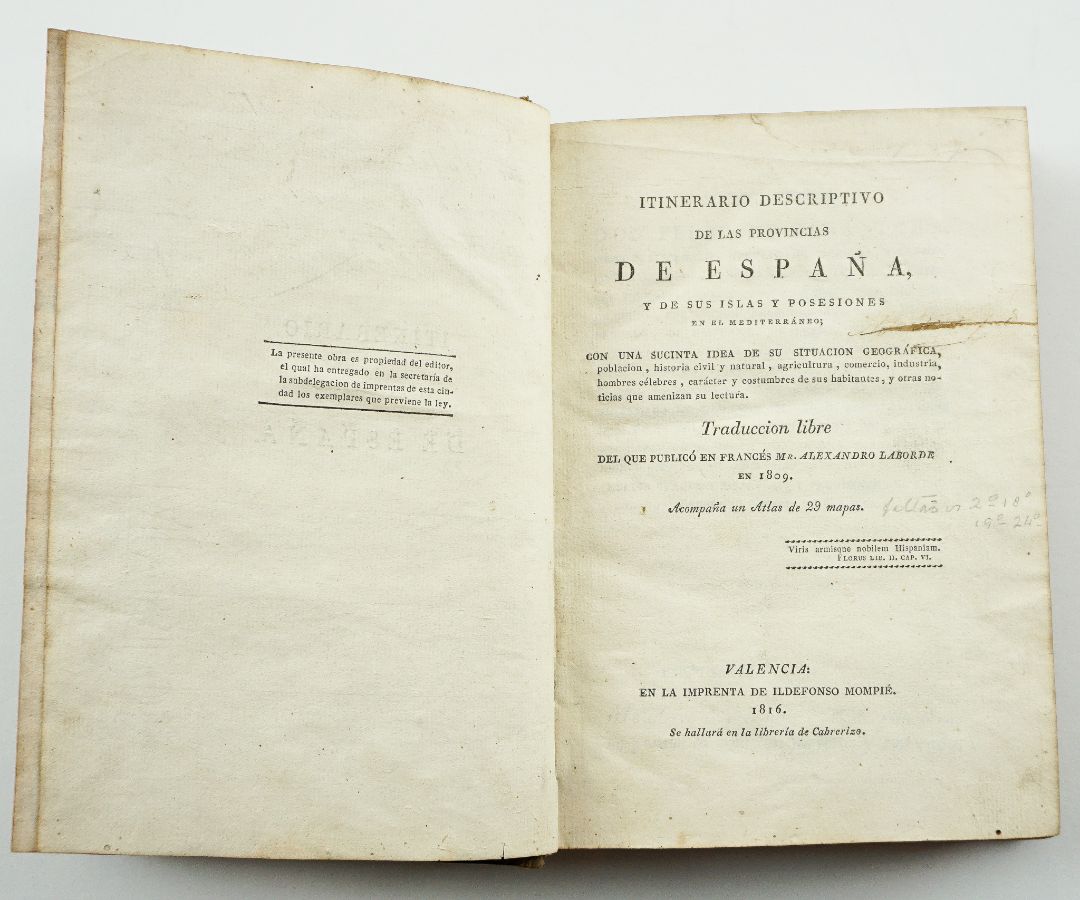 La presente obra es propiedad del editor,
el qual ha entregado en la secretaría de
la subdelegacion de imprentas de esta ciu-
dad los exemplares que previene la ley.
ITINERARIO DESCRIPTIVO
DE LAS PROVINCIAS
DE ESPAÑA,
Y DE SUS ISLAS Y POSESIONES
EN EL MEDITERRÁNEO;
CON UNA SUCINTA IDEA DE SU SITUACION GEOGRÁFICA,
poblacion, historia civil y natural, agricultura, comercio, industria,
hombres célebres, carácter y costumbres de sus habitantes, y otras no-
ticias que amenizan su lectura.
Traduccion libre
DEL QUE PUBLICÓ EN FRANCÉS MR. ALEXANDRO LABORDE
EN 1809.
Acompaña un Atlas de 29 mapas.
2º 18º
19º 24º
Viris armisque nobilem Hispaniam.
FLORUS LIB. II. CAP. VI.
VALENCIA:
EN LA IMPRENTA DE ILDEFONSO MOMPIÉ.
1816.
Se hallará en la librería de Cabrerizo.